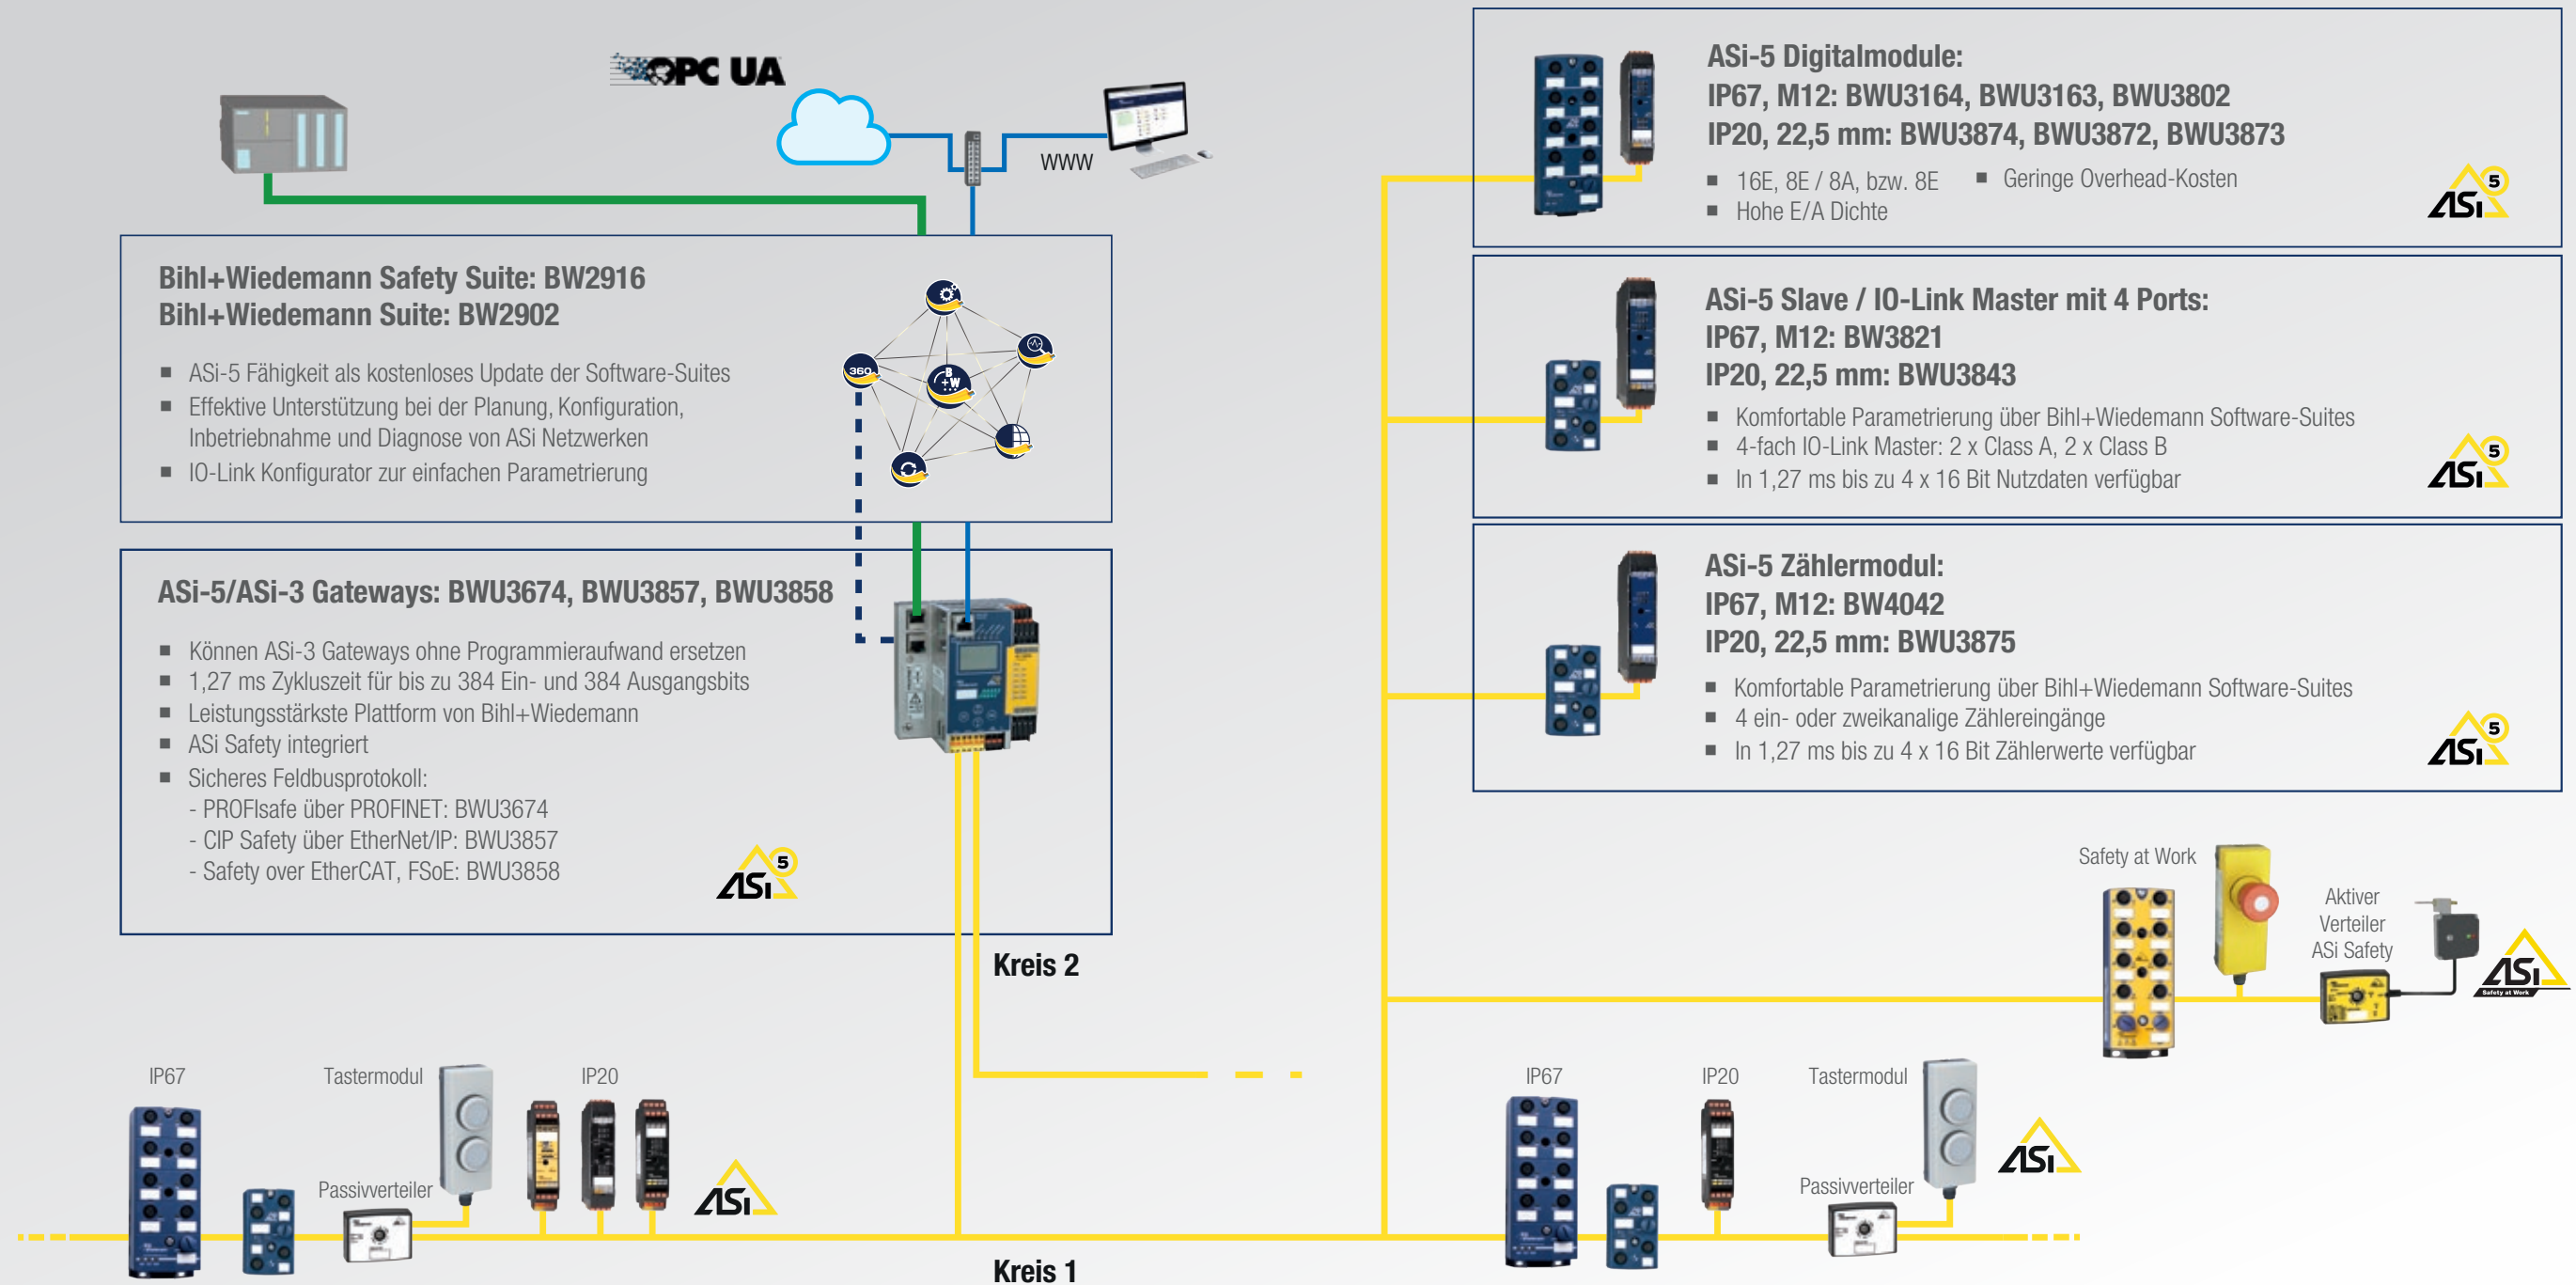 OPC UA
WWW
Bihl+Wiedemann Safety Suite: BW2916
Bihl+Wiedemann Suite: BW2902
■ ASi-5 Fähigkeit als kostenloses Update der Software-Suites
■ Effektive Unterstützung bei der Planung, Konfiguration,
Inbetriebnahme und Diagnose von ASi Netzwerken
■ IO-Link Konfigurator zur einfachen Parametrierung
360
B
+W
ASi-5/ASi-3 Gateways: BWU3674, BWU3857, BWU3858
■ Können ASi-3 Gateways ohne Programmieraufwand ersetzen
■ 1,27 ms Zykluszeit für bis zu 384 Ein- und 384 Ausgangsbits
■ Leistungsstärkste Plattform von Bihl+Wiedemann
■ ASi Safety integriert
■ Sicheres Feldbusprotokoll:
- PROFIsafe über PROFINET: BWU3674
- CIP Safety über EtherNet/IP: BWU3857
- Safety over EtherCAT, FSoE: BWU3858
ASi 5
Kreis 2
IP67
Tastermodul
IP20
Passivverteiler
ASi
Kreis 1
ASi-5 Digitalmodule:
IP67, M12: BWU3164, BWU3163, BWU3802
IP20, 22,5 mm: BWU3874, BWU3872, BWU3873
■ 16E, 8E / 8A, bzw. 8E ■ Geringe Overhead-Kosten
■ Hohe E/A Dichte
ASi 5
ASi-5 Slave / IO-Link Master mit 4 Ports:
IP67, M12: BW3821
IP20, 22,5 mm: BWU3843
■ Komfortable Parametrierung über Bihl+Wiedemann Software-Suites
■ 4-fach IO-Link Master: 2 x Class A, 2 x Class B
■ In 1,27 ms bis zu 4 x 16 Bit Nutzdaten verfügbar
ASi 5
ASi-5 Zählermodul:
IP67, M12: BW4042
IP20, 22,5 mm: BWU3875
■ Komfortable Parametrierung über Bihl+Wiedemann Software-Suites
■ 4 ein- oder zweikanalige Zählereingänge
■ In 1,27 ms bis zu 4 x 16 Bit Zählerwerte verfügbar
ASi 5
Safety at Work
Aktiver
Verteiler
ASi Safety
ASi
Safety at Work
IP67
IP20
Tastermodul
Passivverteiler
ASi